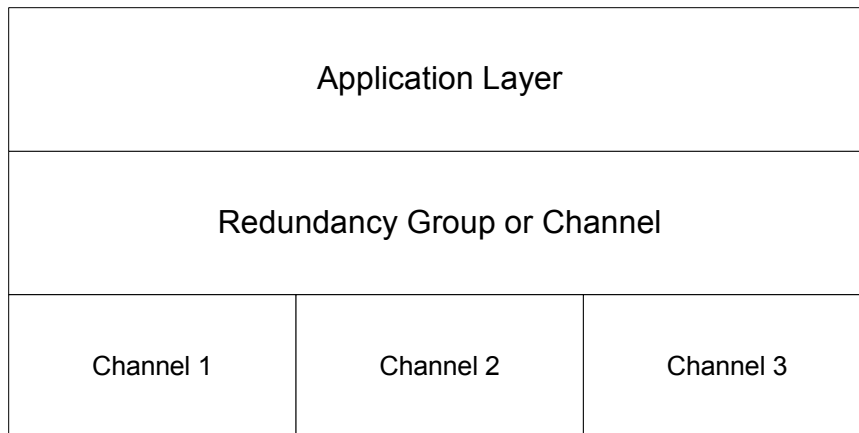 Application Layer
Redundancy Group or Channel
Channel 1
Channel 2
Channel 3